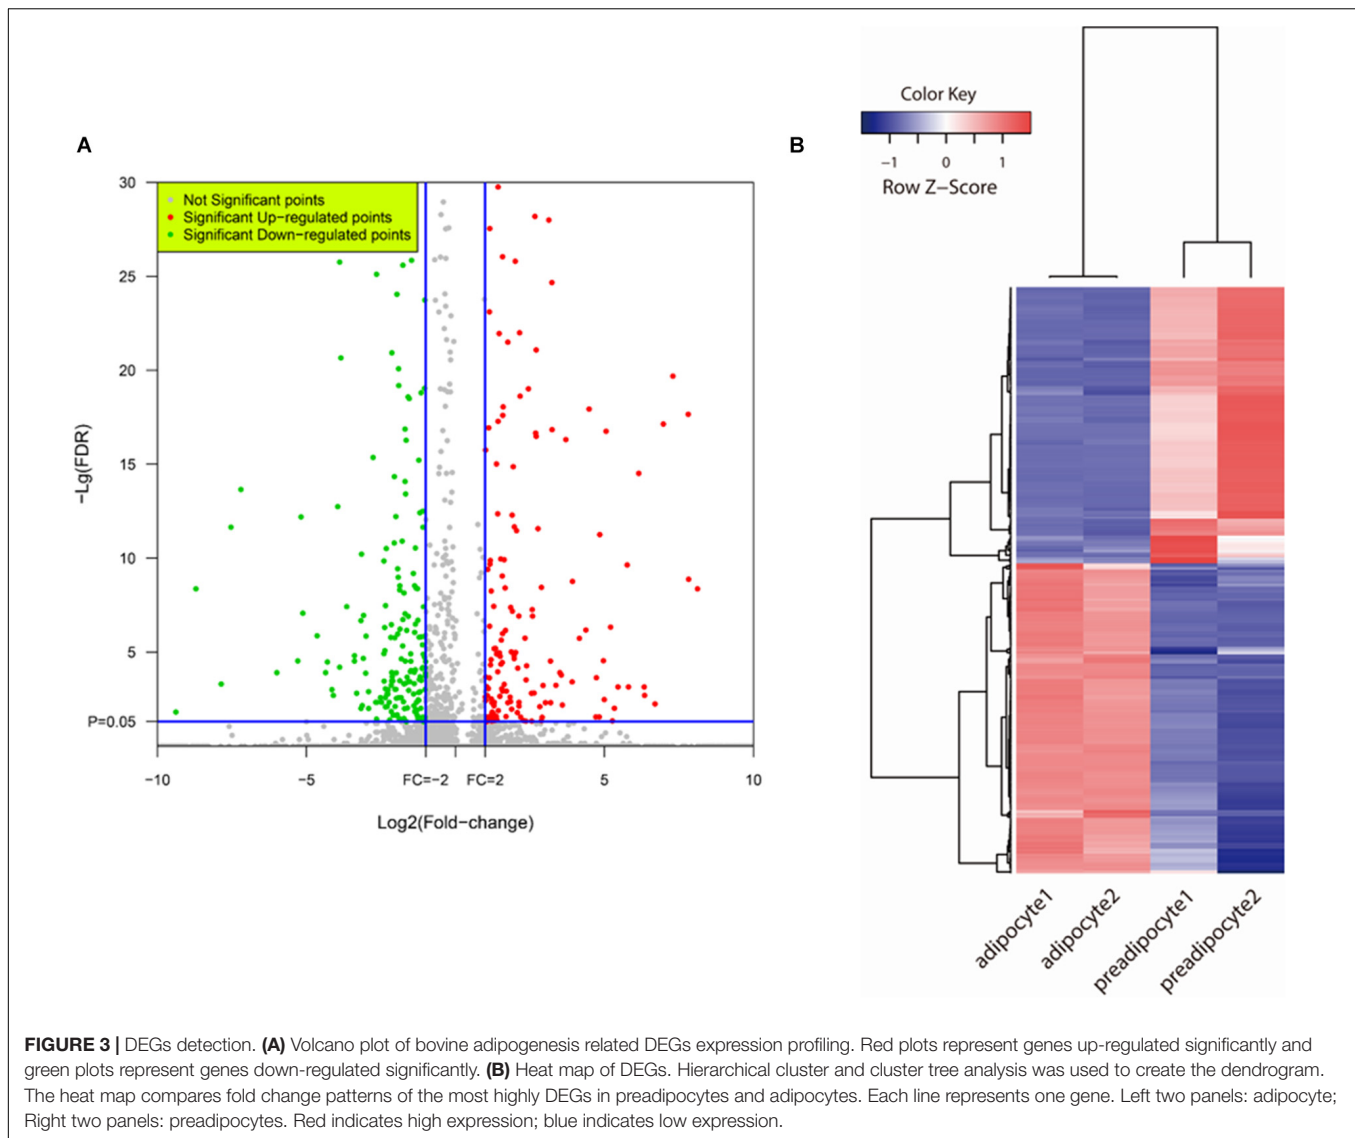 A
30
25
20
15
10
5
P=0.05
−Lg(FDR)
Not Significant points
Significant Up−regulated points
Significant Down−regulated points
−10
−5
FC=−2
FC=2
5
10
Log2(Fold−change)
B
Color Key
−1
0
1
Row Z−Score
adipocyte1
adipocyte2
preadipocyte1
preadipocyte2
FIGURE 3 | DEGs detection. (A) Volcano plot of bovine adipogenesis related DEGs expression profiling. Red plots represent genes up-regulated significantly and
green plots represent genes down-regulated significantly. (B) Heat map of DEGs. Hierarchical cluster and cluster tree analysis was used to create the dendrogram.
The heat map compares fold change patterns of the most highly DEGs in preadipocytes and adipocytes. Each line represents one gene. Left two panels: adipocyte;
Right two panels: preadipocytes. Red indicates high expression; blue indicates low expression.